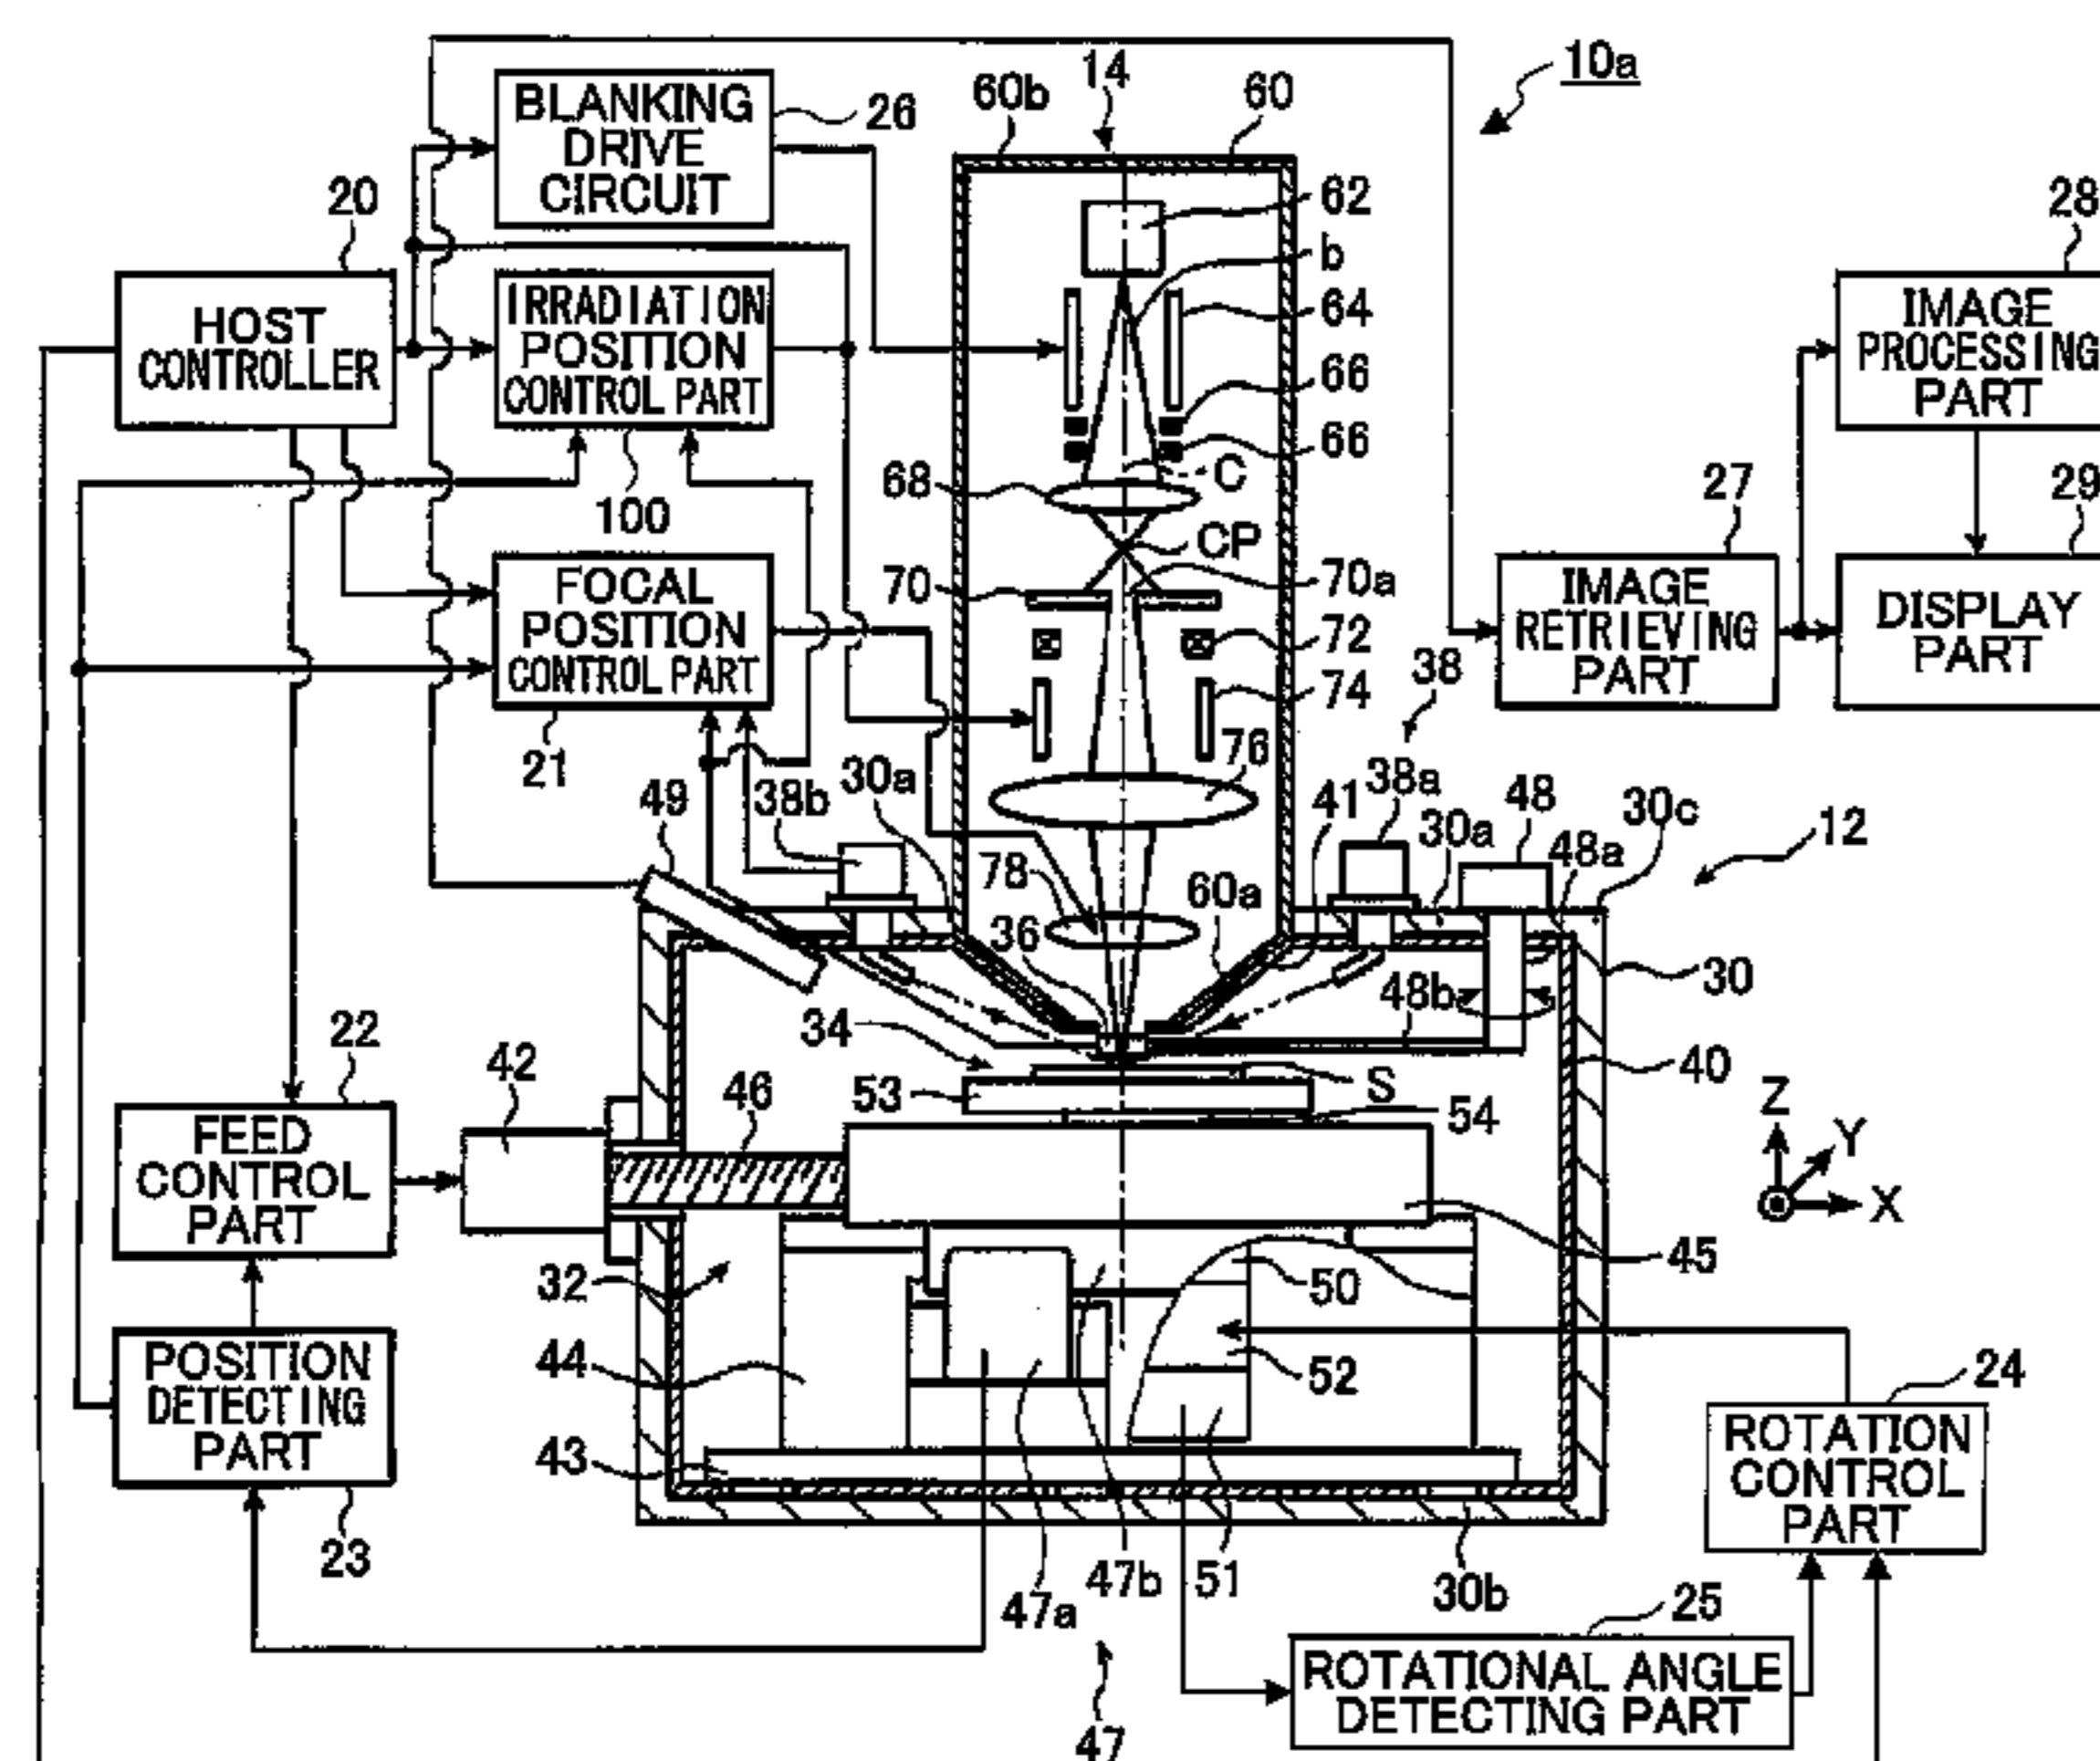 10a
14
60b
60
BLANKING
DRIVE
CIRCUIT
26
62
28
20
b
HOST
CONTROLLER
IRRADIATION
POSITION
CONTROL PART
64
IMAGE
PROCESSING
PART
66
66
C
68
100
CP
27
29
FOCAL
POSITION
CONTROL PART
70
70a
IMAGE
RETRIEVING
PART
DISPLAY
PART
72
38
74
21
76
49
38b
30a
38a
41
48
30c
30a
48a
12
78
60a
36
30
48b
34
22
42
40
53
S
Z
46
54
FEED
CONTROL
PART
Y
X
45
32
50
POSITION
DETECTING
PART
44
52
24
ROTATION
CONTROL
PART
43
23
47a
47b
51
30b
25
ROTATIONAL ANGLE
DETECTING PART
47